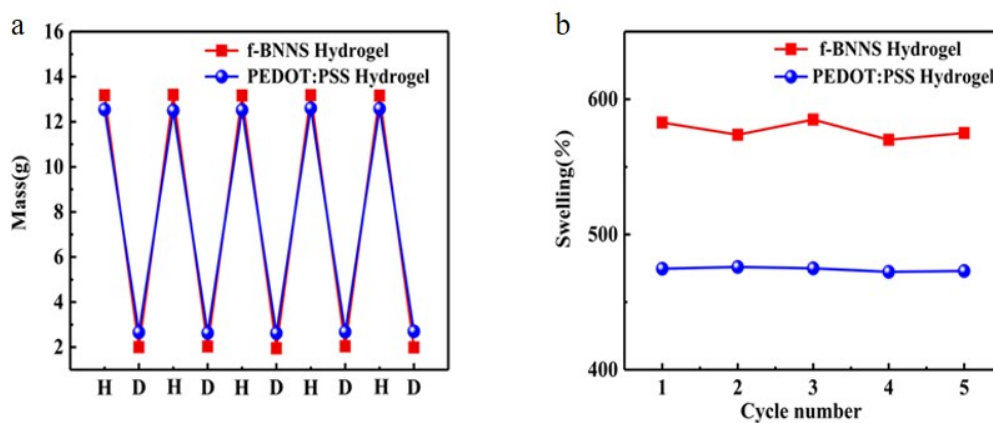 a
16
14
12
10
8
6
4
2
Mass(g)
f-BNNS Hydrogel
PEDOT:PSS Hydrogel
H D H D H D H D H D
b
600
500
400
Swelling(%)
f-BNNS Hydrogel
PEDOT:PSS Hydrogel
1 2 3 4 5
Cycle number